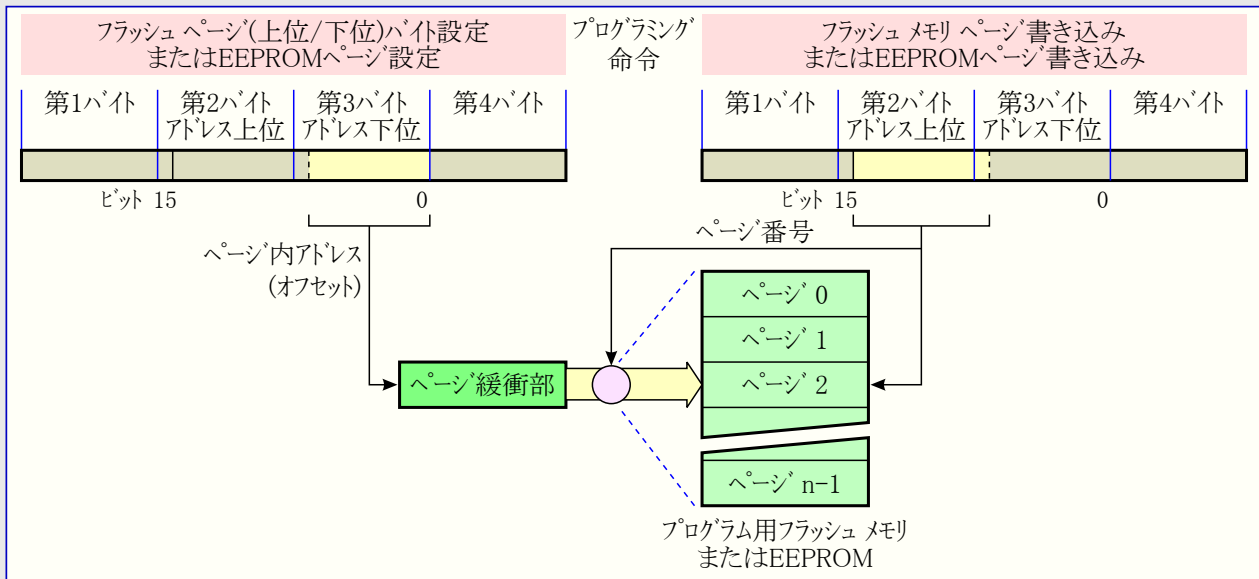 フラッシュ ページ(上位/下位)バイト設定
またはEEPROMページ設定
プログラミング
命令
フラッシュ メモリ ページ書き込み
またはEEPROMページ書き込み
第1バイト
第2バイト
アドレス上位
第3バイト
アドレス下位
第4バイト
第1バイト
第2バイト
アドレス上位
第3バイト
アドレス下位
第4バイト
ビット 15
0
ビット 15
0
ページ内アドレス
(オフセット)
ページ番号
ページ 0
ページ 1
ページ緩衝部
ページ 2
ページ n-1
プログラム用フラッシュ メモリ
またはEEPROM